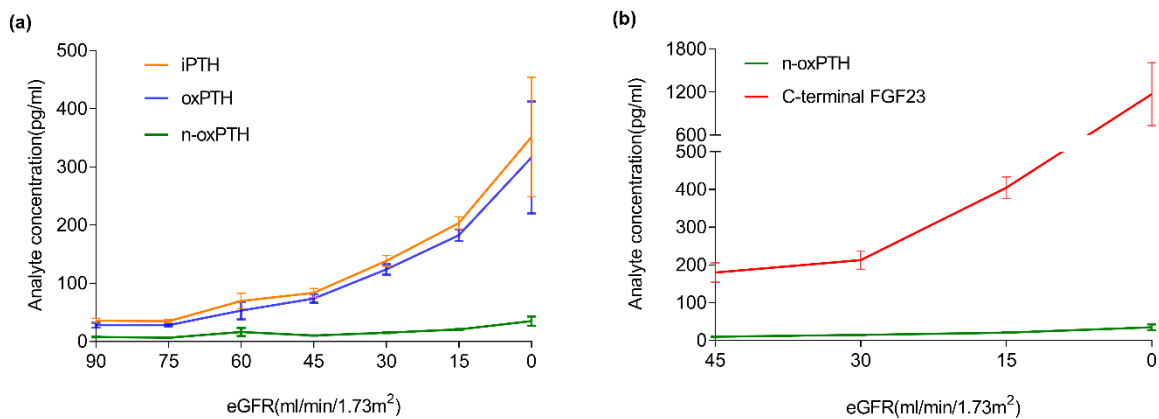 (a)
500
400
300
200
100
0
Analyte concentration(pg/ml)
iPTH
oxPTH
n-oxPTH
90 75 60 45 30 15 0
eGFR(ml/min/1.73m²)
(b)
1800
1200
600
500
400
300
200
100
0
Analyte concentration(pg/ml)
n-oxPTH
C-terminal FGF23
45 30 15 0
eGFR(ml/min/1.73m²)